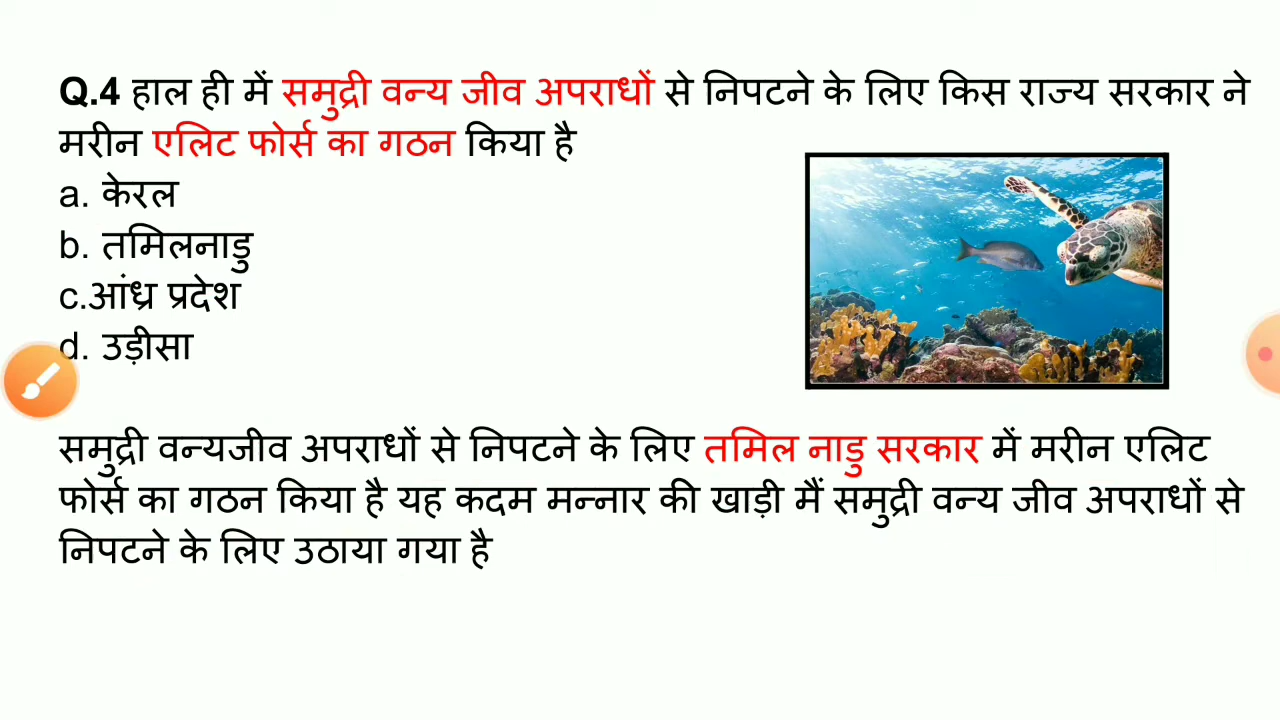 Q.4 हाल ही में समुद्री वन्य जीव अपराधों से निपटने के लिए किस राज्य सरकार ने
मरीन एलिट फोर्स का गठन किया है
a. केरल
b. तमिलनाडु
c.आंध्र प्रदेश
d. उड़ीसा
समुद्री वन्यजीव अपराधों से निपटने के लिए तमिल नाडु सरकार में मरीन एलिट
फोर्स का गठन किया है यह कदम मन्नार की खाड़ी मैं समुद्री वन्य जीव अपराधों से
निपटने के लिए उठाया गया है